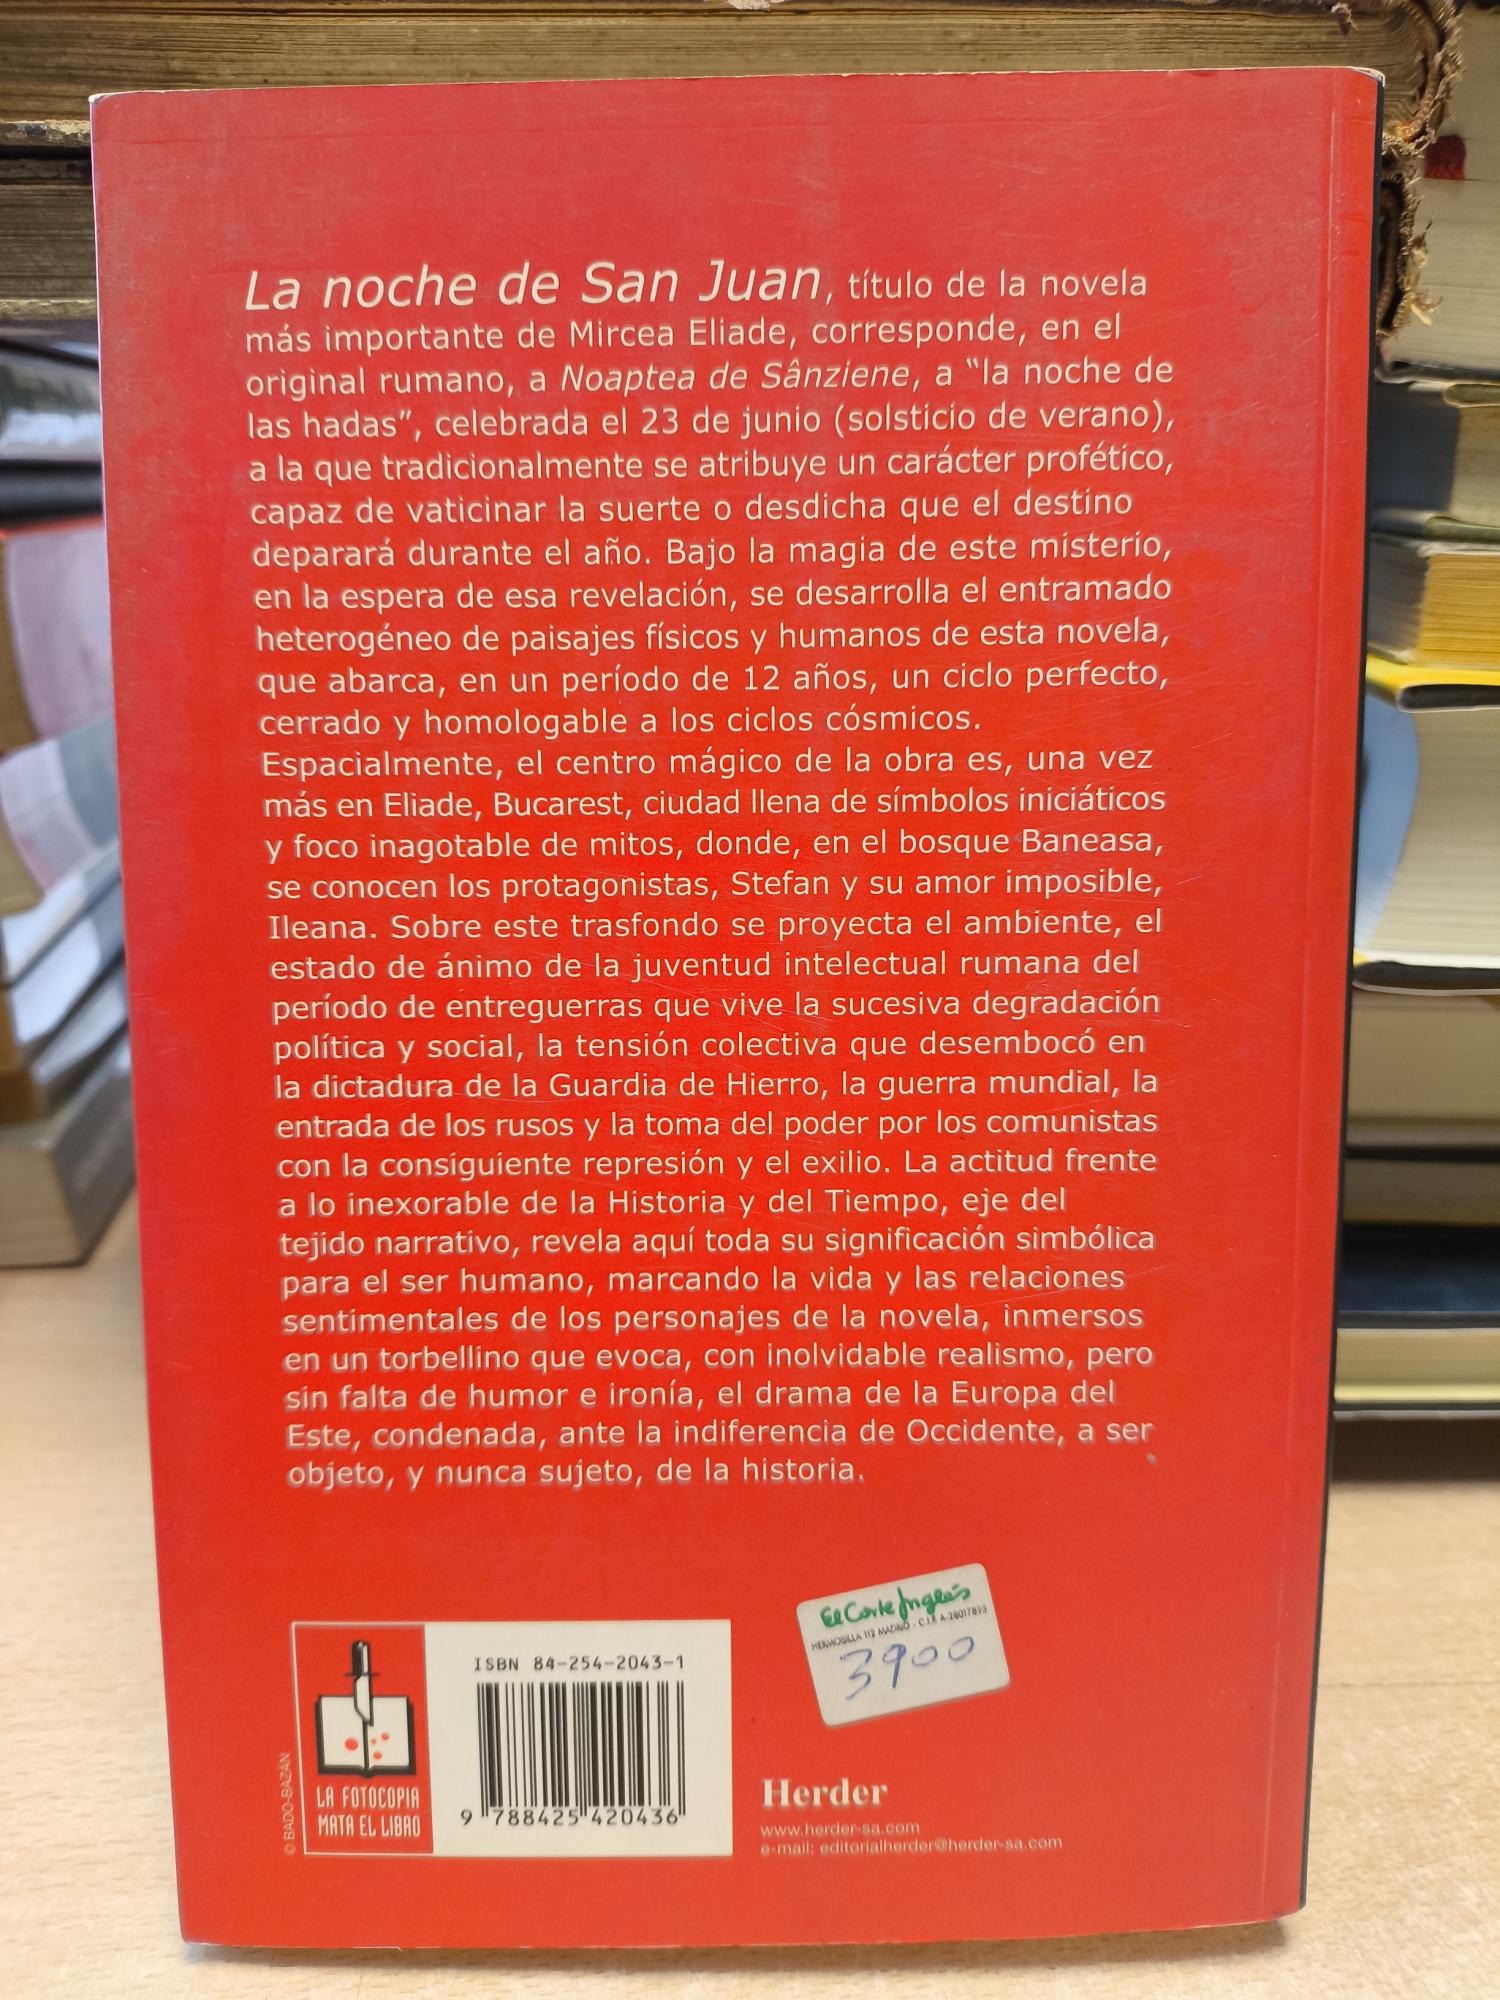 La noche de San Juan, título de la novela
más importante de Mircea Eliade, corresponde, en el
original rumano, a Noaptea de Sânziene, a “la noche de
las hadas”, celebrada el 23 de junio (solsticio de verano),
a la que tradicionalmente se atribuye un carácter profético,
capaz de vaticinar la suerte o desdicha que el destino
deparará durante el año. Bajo la magia de este misterio,
en la espera de esa revelación, se desarrolla el entramado
heterogéneo de paisajes físicos y humanos de esta novela,
que abarca, en un período de 12 años, un ciclo perfecto,
cerrado y homologable a los ciclos cósmicos.
Espacialmente, el centro mágico de la obra es, una vez
más en Eliade, Bucarest, ciudad llena de símbolos iniciáticos
y foco inagotable de mitos, donde, en el bosque Baneasa,
se conocen los protagonistas, Stefan y su amor imposible,
Ileana. Sobre este trasfondo se proyecta el ambiente, el
estado de ánimo de la juventud intelectual rumana del
período de entreguerras que vive la sucesiva degradación
política y social, la tensión colectiva que desembocó en
la dictadura de la Guardia de Hierro, la guerra mundial, la
entrada de los rusos y la toma del poder por los comunistas
con la consiguiente represión y el exilio. La actitud frente
a lo inexorable de la Historia y del Tiempo, eje del
tejido narrativo, revela aquí toda su significación simbólica
para el ser humano, marcando la vida y las relaciones
sentimentales de los personajes de la novela, inmersos
en un torbellino que evoca, con inolvidable realismo, pero
sin falta de humor e ironía, el drama de la Europa del
Este, condenada, ante la indiferencia de Occidente, a ser
objeto, y nunca sujeto, de la historia.
El Corte Inglés
HERMOSILLA 112 MADRID - C.I.F. A-28017895
3900
ISBN 84-254-2043-1
9 788425 420436
© BADO-BAZÁN
LA FOTOCOPIA
MATA EL LIBRO
Herder
www.herder-sa.com
e-mail: editorialherder@herder-sa.com